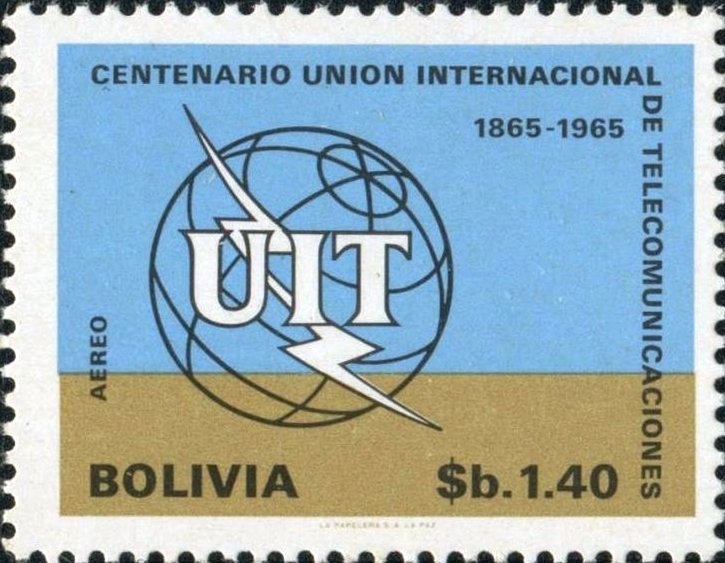 CENTENARIO UNION INTERNACIONAL
DE TELECOMUNICACIONES
1865-1965
UIT
AEREO
BOLIVIA
$b.1.40
LA PAPELERA S.A. LA PAZ